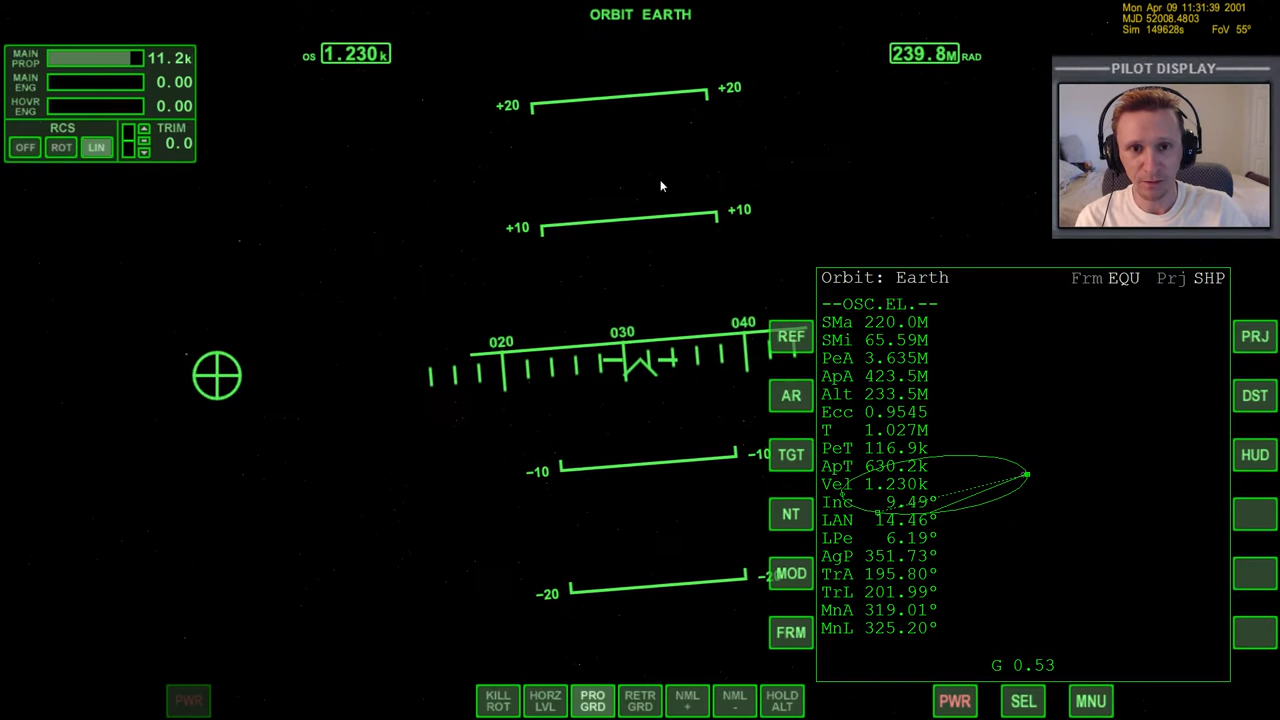 ORBIT EARTH
Mon Apr 09 11:31:39 2001
MJD 52008.4803
Sim 149628s FoV 55°
MAIN PROP 11.2k
MAIN ENG 0.00
HOVR ENG 0.00
RCS TRIM
OFF ROT LIN 0.0
OS 1.230k
239.8M RAD
PILOT DISPLAY
+20 +20
+10 +10
020 030 040
-10 -10
-20 -20
Orbit: Earth Frm EQU Prj SHP
--OSC.EL.--
SMa 220.0M
SMi 65.59M
PeA 3.635M
ApA 423.5M
Alt 233.5M
Ecc 0.9545
T 1.027M
PeT 116.9k
ApT 630.2k
Vel 1.230k
Inc 9.49°
LAN 14.46°
LPe 6.19°
AgP 351.73°
TrA 195.80°
TrL 201.99°
MnA 319.01°
MnL 325.20°
G 0.53
REF
AR
TGT
NT
MOD
FRM
PRJ
DST
HUD
PWR
KILL ROT
HORZ LVL
PRO GRD
RETR GRD
NML +
NML -
HOLD ALT
PWR
SEL
MNU